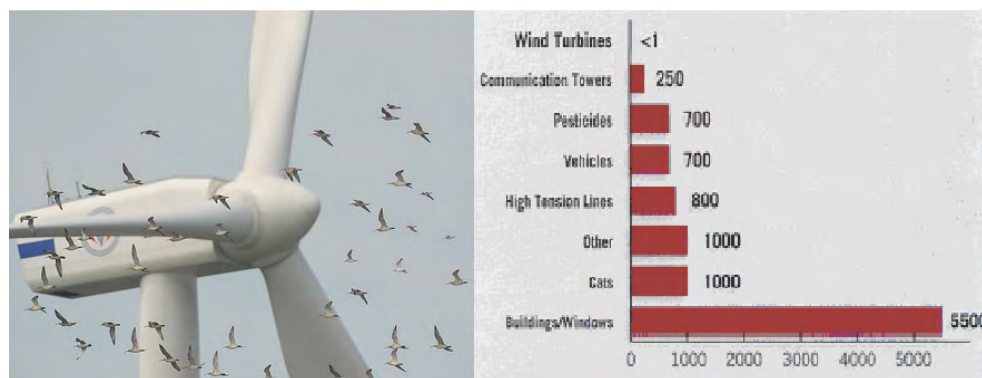 Wind Turbines <1
Communication Towers 250
Pesticides 700
Vehicles 700
High Tension Lines 800
Other 1000
Cats 1000
Buildings/Windows 5500
0 1000 2000 3000 4000 5000